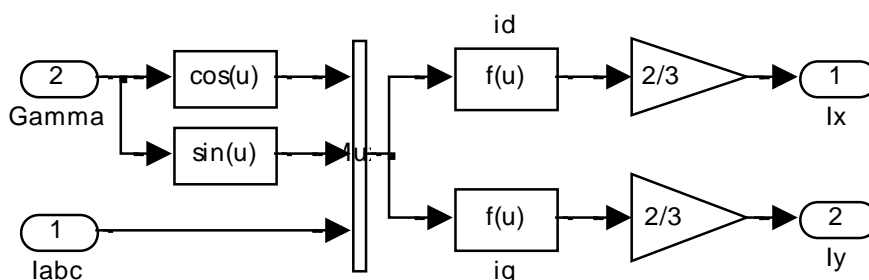 id
2
cos(u)
f(u)
2/3
1
Gamma
Ix
sin(u)
Mux
1
f(u)
2/3
2
Iabc
iq
Iy